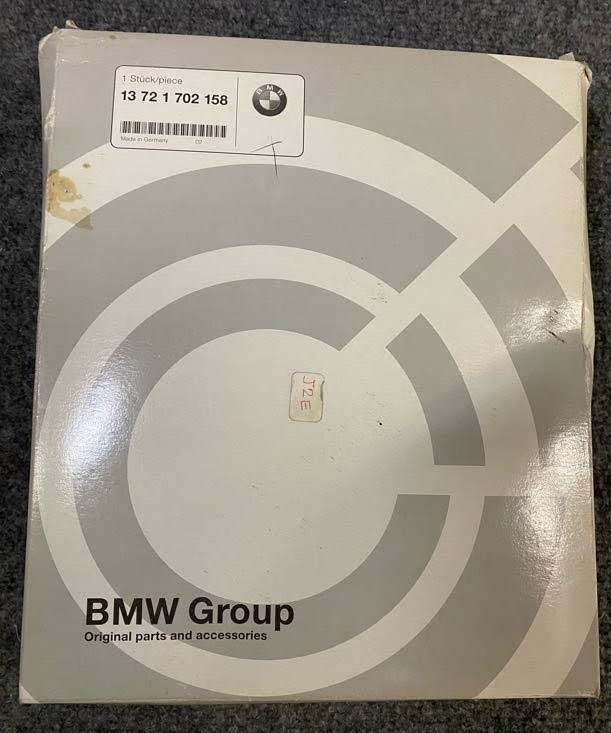 1 Stück/piece
13 72 1 702 158
BMW
Made in Germany 02
J2E
BMW Group
Original parts and accessories